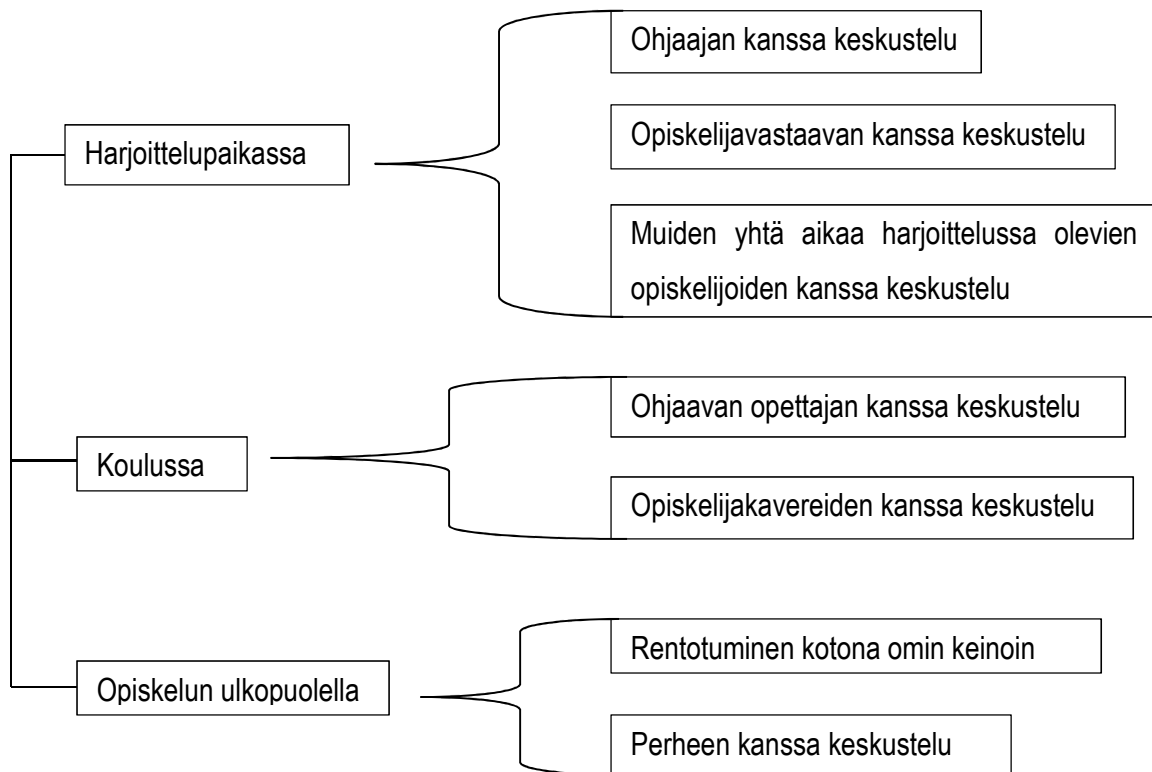 Harjoittelupaikassa
Ohjaajan kanssa keskustelu
Opiskelijavastaavan kanssa keskustelu
Muiden yhtä aikaa harjoittelussa olevien
opiskelijoiden kanssa keskustelu
Koulussa
Ohjaavan opettajan kanssa keskustelu
Opiskelijakavereiden kanssa keskustelu
Opiskelun ulkopuolella
Rentotuminen kotona omin keinoin
Perheen kanssa keskustelu